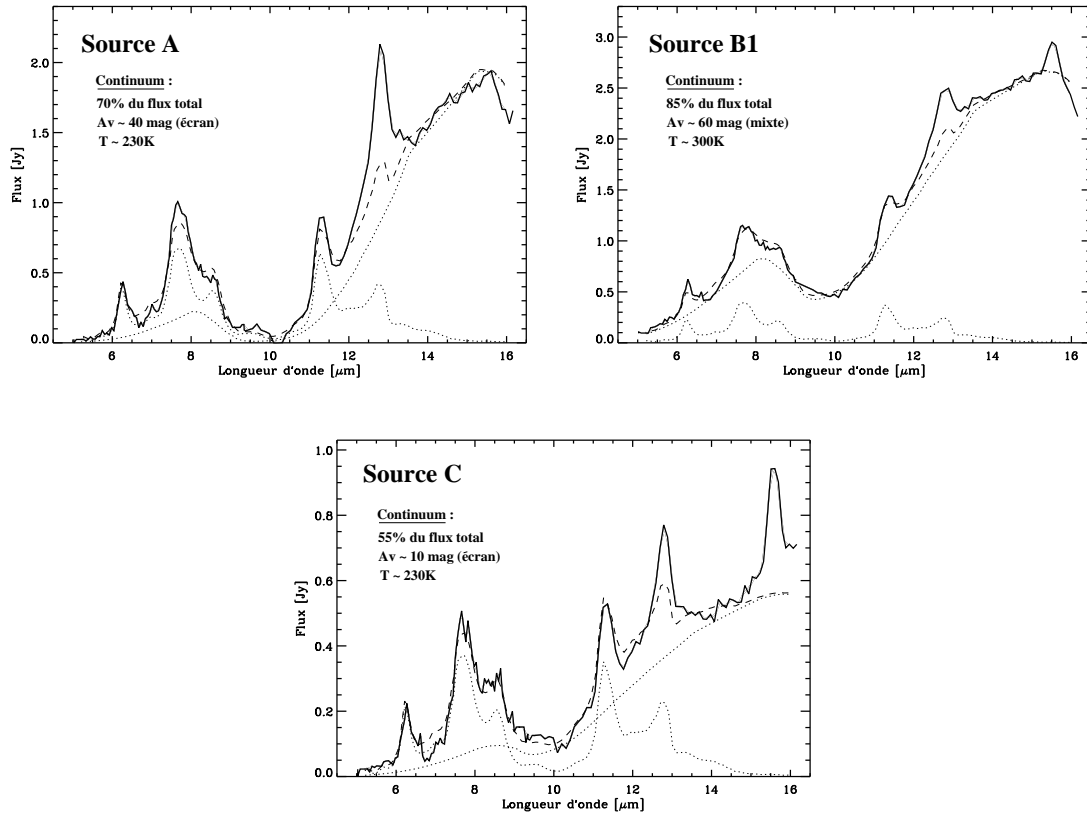 Source A
Continuum :
70% du flux total
Av ~ 40 mag (écran)
T ~ 230K
Flux [Jy]
2.0
1.5
1.0
0.5
0.0
6 8 10 12 14 16
Longueur d'onde [μm]
Source B1
Continuum :
85% du flux total
Av ~ 60 mag (mixte)
T ~ 300K
Flux [Jy]
3.0
2.5
2.0
1.5
1.0
0.5
0.0
6 8 10 12 14 16
Longueur d'onde [μm]
Source C
Continuum :
55% du flux total
Av ~ 10 mag (écran)
T ~ 230K
Flux [Jy]
1.0
0.8
0.6
0.4
0.2
0.0
6 8 10 12 14 16
Longueur d'onde [μm]